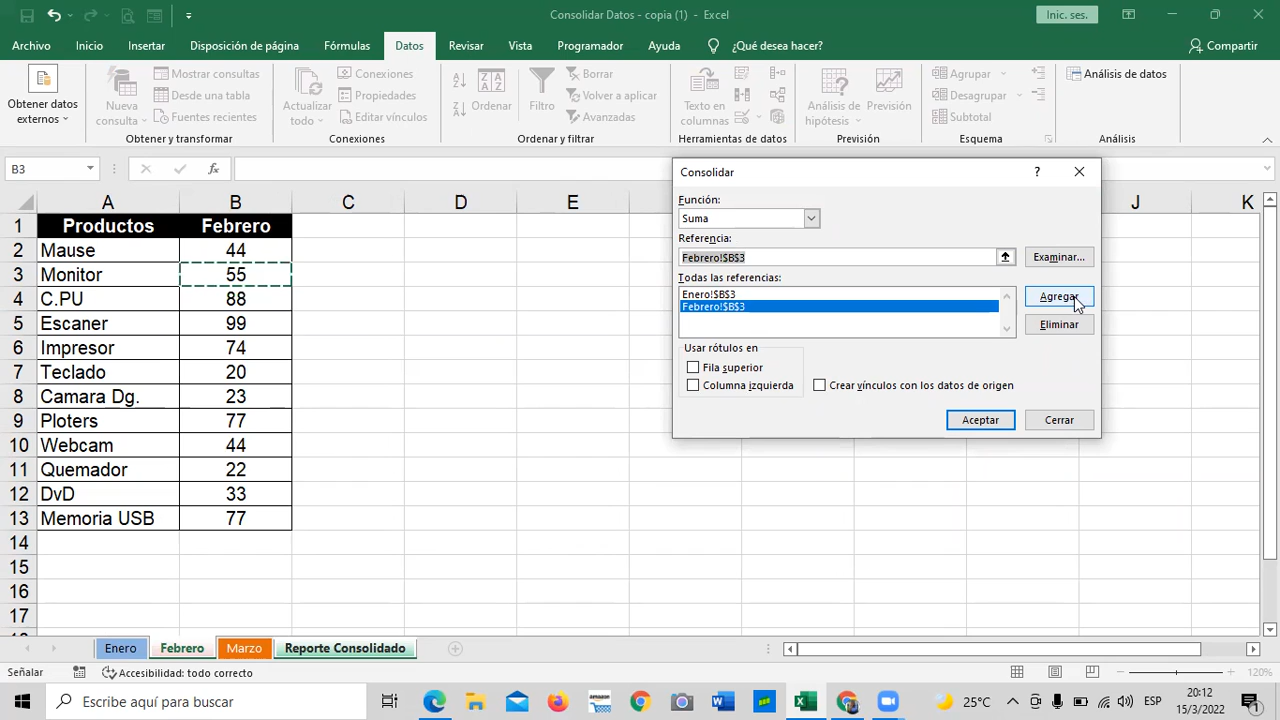 Consolidar Datos - copia (1) - Excel
Inic. ses.
Archivo Inicio Insertar Disposición de página Fórmulas Datos Revisar Vista Programador Ayuda ¿Qué desea hacer? Compartir
Obtener datos externos
Nueva consulta
Mostrar consultas
Desde una tabla
Fuentes recientes
Obtener y transformar
Actualizar todo
Conexiones
Propiedades
Editar vínculos
Conexiones
Ordenar
Filtro
Borrar
Volver a aplicar
Avanzadas
Ordenar y filtrar
Texto en columnas
Herramientas de datos
Análisis de hipótesis
Previsión
Previsión
Agrupar
Desagrupar
Subtotal
Esquema
Análisis de datos
Análisis
B3
fx
A B C D E J K
1 Productos Febrero
2 Mause 44
3 Monitor 55
4 C.PU 88
5 Escaner 99
6 Impresor 74
7 Teclado 20
8 Camara Dg. 23
9 Ploters 77
10 Webcam 44
11 Quemador 22
12 DvD 33
13 Memoria USB 77
14
15
16
17
Consolidar
?
Función:
Suma
Referencia:
Febrero!$B$3
Examinar...
Todas las referencias:
Enero!$B$3
Febrero!$B$3
Agregar
Eliminar
Usar rótulos en
Fila superior
Columna izquierda
Crear vínculos con los datos de origen
Aceptar Cerrar
Enero Febrero Marzo Reporte Consolidado
Señalar Accesibilidad: todo correcto 120%
Escribe aquí para buscar
25°C
ESP
20:12
15/3/2022